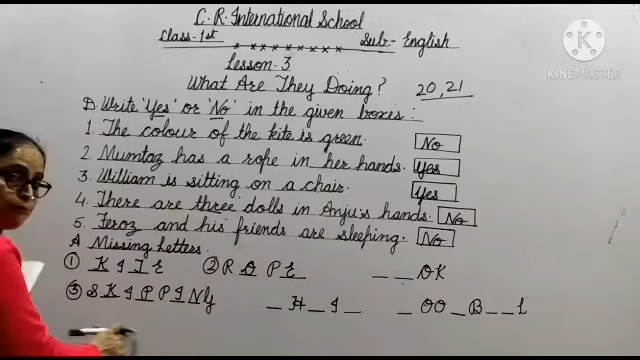 C.R. International School
Class-1st Sub:- English
Lesson-3
What Are They Doing? 20,21
D. Write 'Yes' or 'No' in the given boxes:
1. The colour of the kite is green. No
2. Mumtaz has a rope in her hands. Yes
3. William is sitting on a chair. Yes
4. There are three dolls in Anju's hands. No
5. Feroz and his friends are sleeping. No
A Missing Letters.
① K I T E ② R O P E _ _ O K
③ S K I P P I N G _ H _ I _ _ O O _ B _ _ L
KINEMASTER